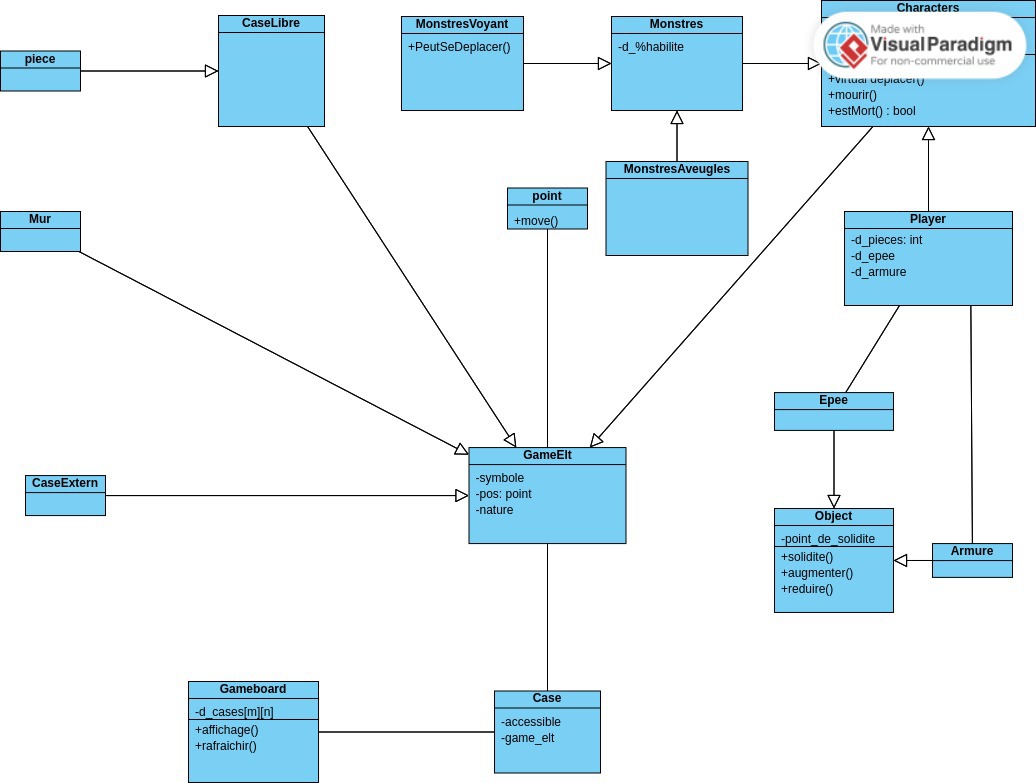 CaseLibre
MonstresVoyant
+PeutSeDeplacer()
Monstres
-d_%habilite
Characters
Made with
VisualParadigm
For non-commercial use
+virtual deplacer()
+mourir()
+estMort() : bool
piece
MonstresAveugles
point
+move()
Mur
Player
-d_pieces: int
-d_epee
-d_armure
Epee
GameElt
-symbole
-pos: point
-nature
CaseExtern
Object
-point_de_solidite
+solidite()
+augmenter()
+reduire()
Armure
Gameboard
-d_cases[m][n]
+affichage()
+rafraichir()
Case
-accessible
-game_elt